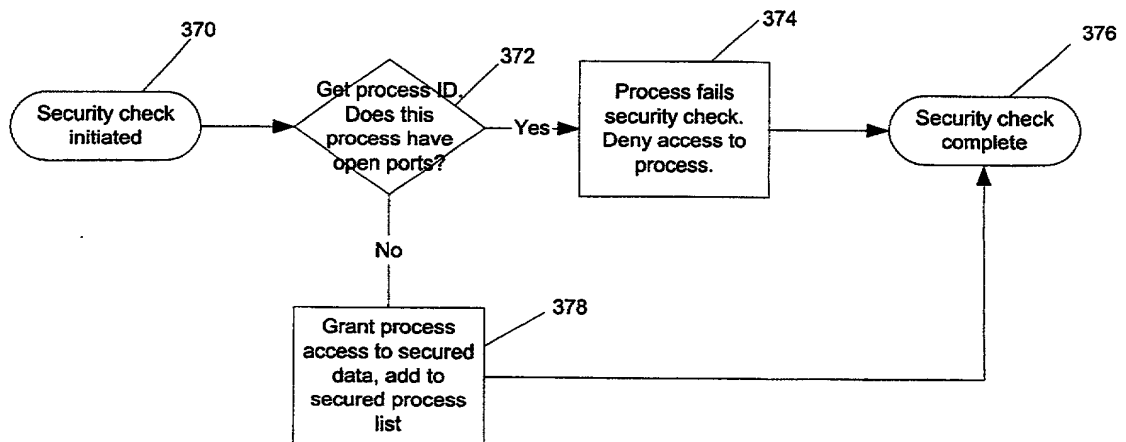 370
Security check
initiated
372
Get process ID.
Does this
process have
open ports?
Yes
374
Process fails
security check.
Deny access to
process.
376
Security check
complete
No
378
Grant process
access to secured
data, add to
secured process
list